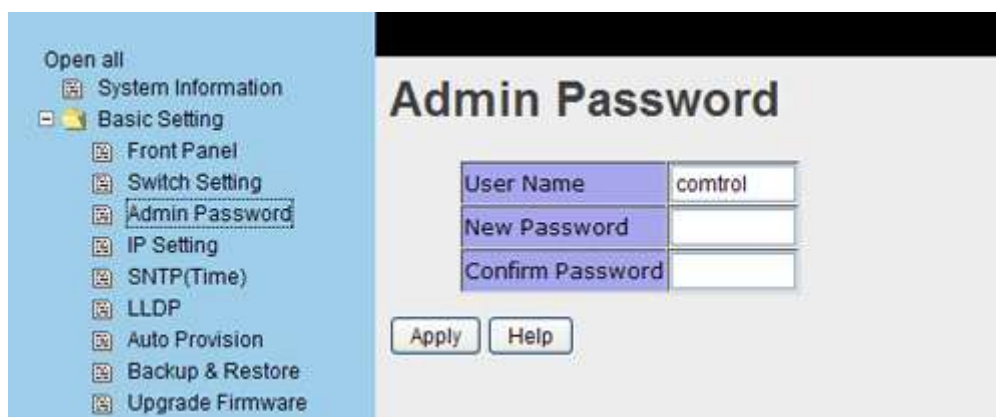 Open all
System Information
Basic Setting
Front Panel
Switch Setting
Admin Password
IP Setting
SNTP(Time)
LLDP
Auto Provision
Backup & Restore
Upgrade Firmware
Admin Password
User Name comtrol
New Password
Confirm Password
Apply Help